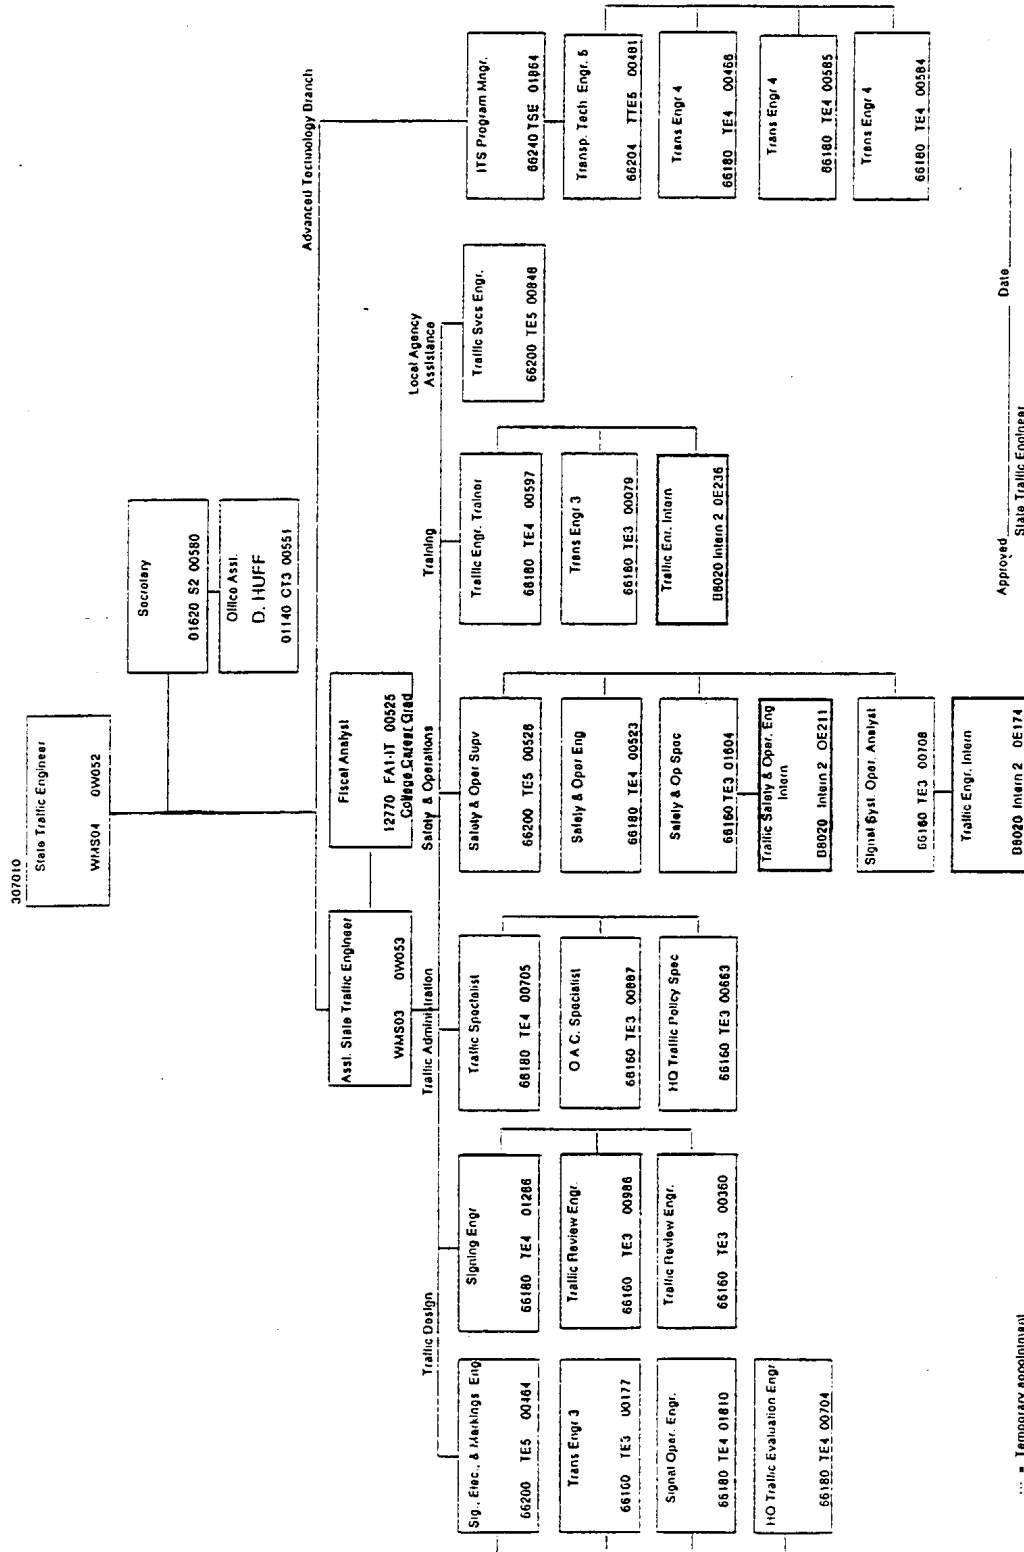 307010
State Traffic Engineer
WMS04 0W052
Secretary
01620 S2 00580
Office Asst.
D. HUFF
01140 CT3 00551
Advanced Technology Branch
Asst. State Traffic Engineer
WMS03 0W053
Fiscal Analyst
12770 FA1-IT 00525
College Career Grad
Traffic Design
Traffic Administration
Safety & Operations
Training
Local Agency
Assistance
Sig., Elec., & Markings Eng
66200 TE5 00464
Trans Engr 3
66160 TE3 00177
Signal Oper. Engr.
66180 TE4 01810
HQ Traffic Evaluation Engr
66180 TE4 00704
Signing Engr
66180 TE4 01286
Traffic Review Engr.
66160 TE3 00986
Traffic Review Engr.
66160 TE3 00360
Traffic Specialist
66180 TE4 00705
O A C. Specialist
66160 TE3 00887
HQ Traffic Policy Spec
66160 TE3 00663
Safety & Oper Supv
66200 TE5 00528
Safety & Oper Eng
66180 TE4 00523
Safety & Op Spec
66160 TE3 01804
Traffic Safety & Oper. Eng
Intern
B8020 Intern 2 OE211
Signal Syst. Oper. Analyst
66160 TE3 00708
Traffic Engr. Intern
B8020 Intern 2 0E174
Traffic Engr. Trainer
66180 TE4 00597
Trans Engr 3
66160 TE3 00079
Traffic Enr. Intern
B8020 Intern 2 0E236
Traffic Svcs Engr.
66200 TE5 00848
ITS Program Mngr.
66240 TSE 01864
Transp. Tech Engr. 5
66204 TTE5 00481
Trans Engr 4
66180 TE4 00468
Trans Engr 4
66180 TE4 00585
Trans Engr 4
66180 TE4 00584
... = Temporary appointment
Approved Date
State Traffic Engineer